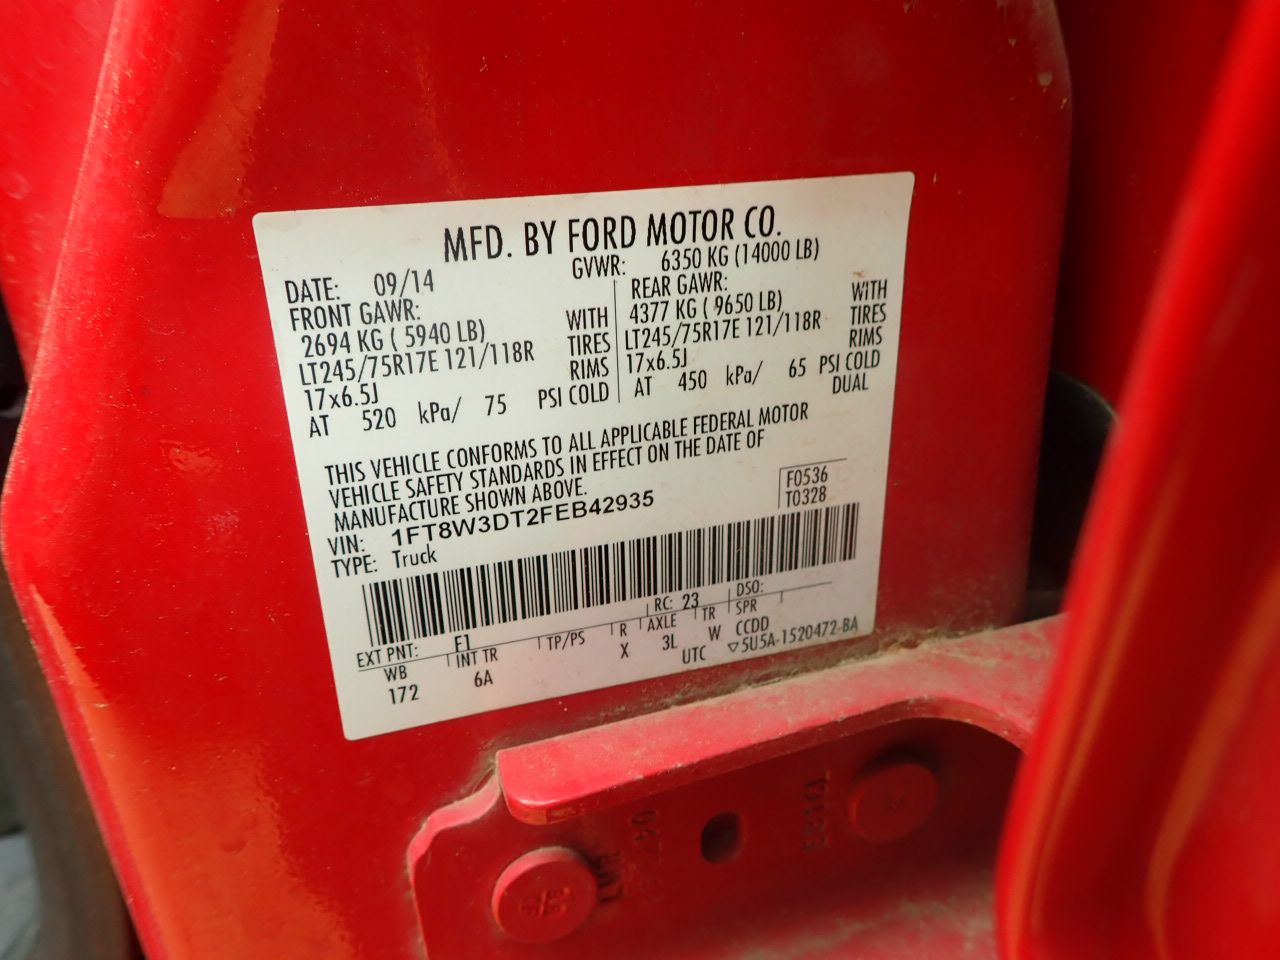 MFD. BY FORD MOTOR CO.
DATE: 09/14 GVWR: 6350 KG (14000 LB)
FRONT GAWR:
2694 KG ( 5940 LB) WITH
LT245/75R17E 121/118R TIRES
17x6.5J RIMS
AT 520 kPa/ 75 PSI COLD
REAR GAWR:
4377 KG ( 9650 LB) WITH
LT245/75R17E 121/118R TIRES
17x6.5J RIMS
AT 450 kPa/ 65 PSI COLD
DUAL
THIS VEHICLE CONFORMS TO ALL APPLICABLE FEDERAL MOTOR
VEHICLE SAFETY STANDARDS IN EFFECT ON THE DATE OF
MANUFACTURE SHOWN ABOVE.
F0536
T0328
VIN: 1FT8W3DT2FEB42935
TYPE: Truck
EXT PNT: F1 RC: 23 DSO:
WB INT TR TP/PS R AXLE TR SPR
172 6A X 3L W CCDD
UTC ▽5U5A-1520472-BA